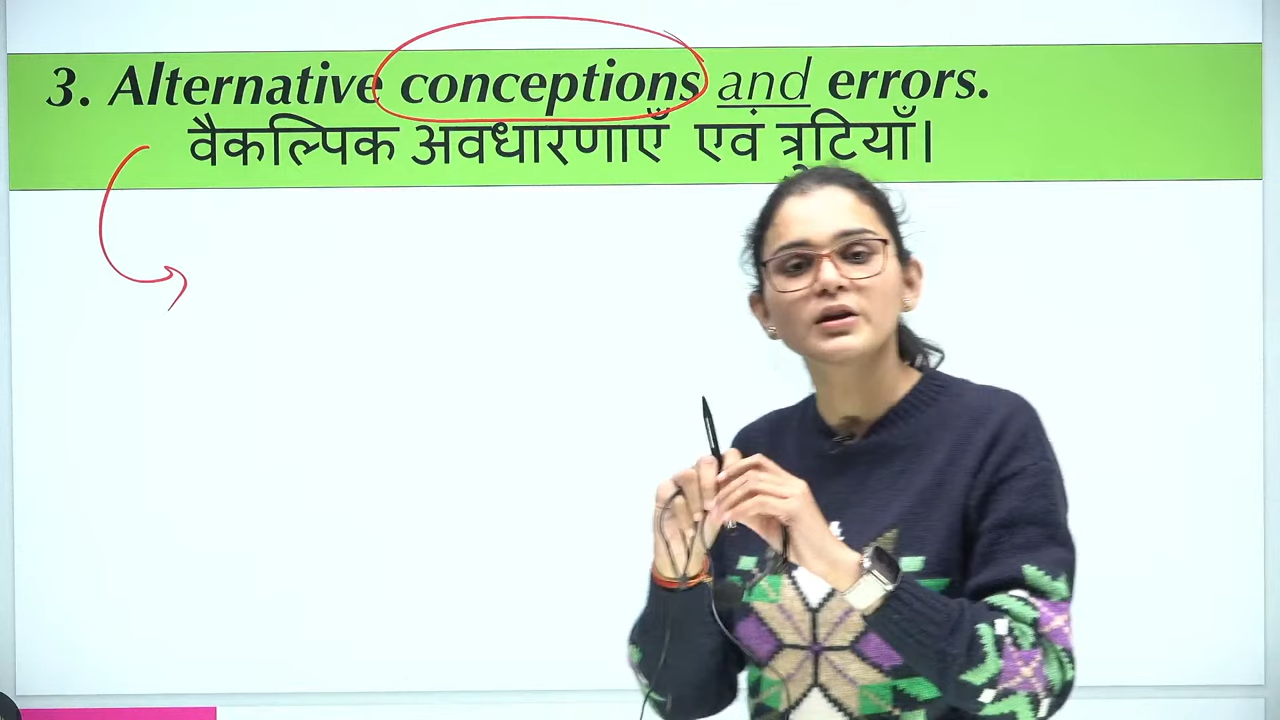 3. Alternative conceptions and errors.
वैकल्पिक अवधारणाएँ एवं त्रुटियाँ।